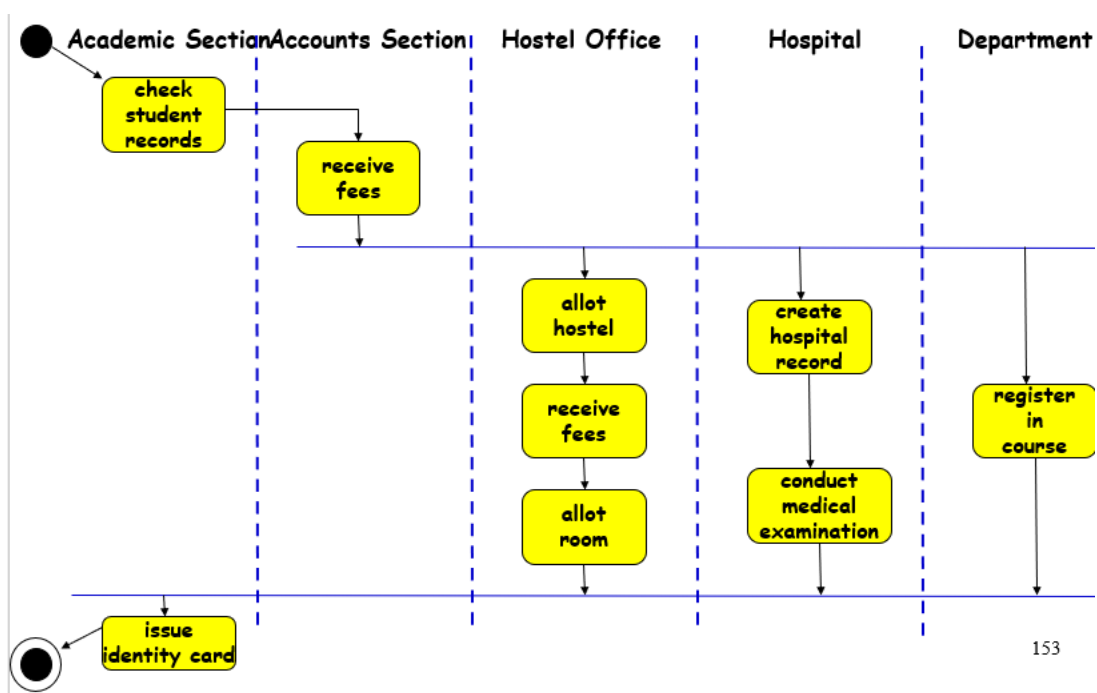 Academic Section
Accounts Section
Hostel Office
Hospital
Department
check
student
records
receive
fees
allot
hostel
create
hospital
record
receive
fees
register
in
course
conduct
medical
examination
allot
room
issue
identity card
153